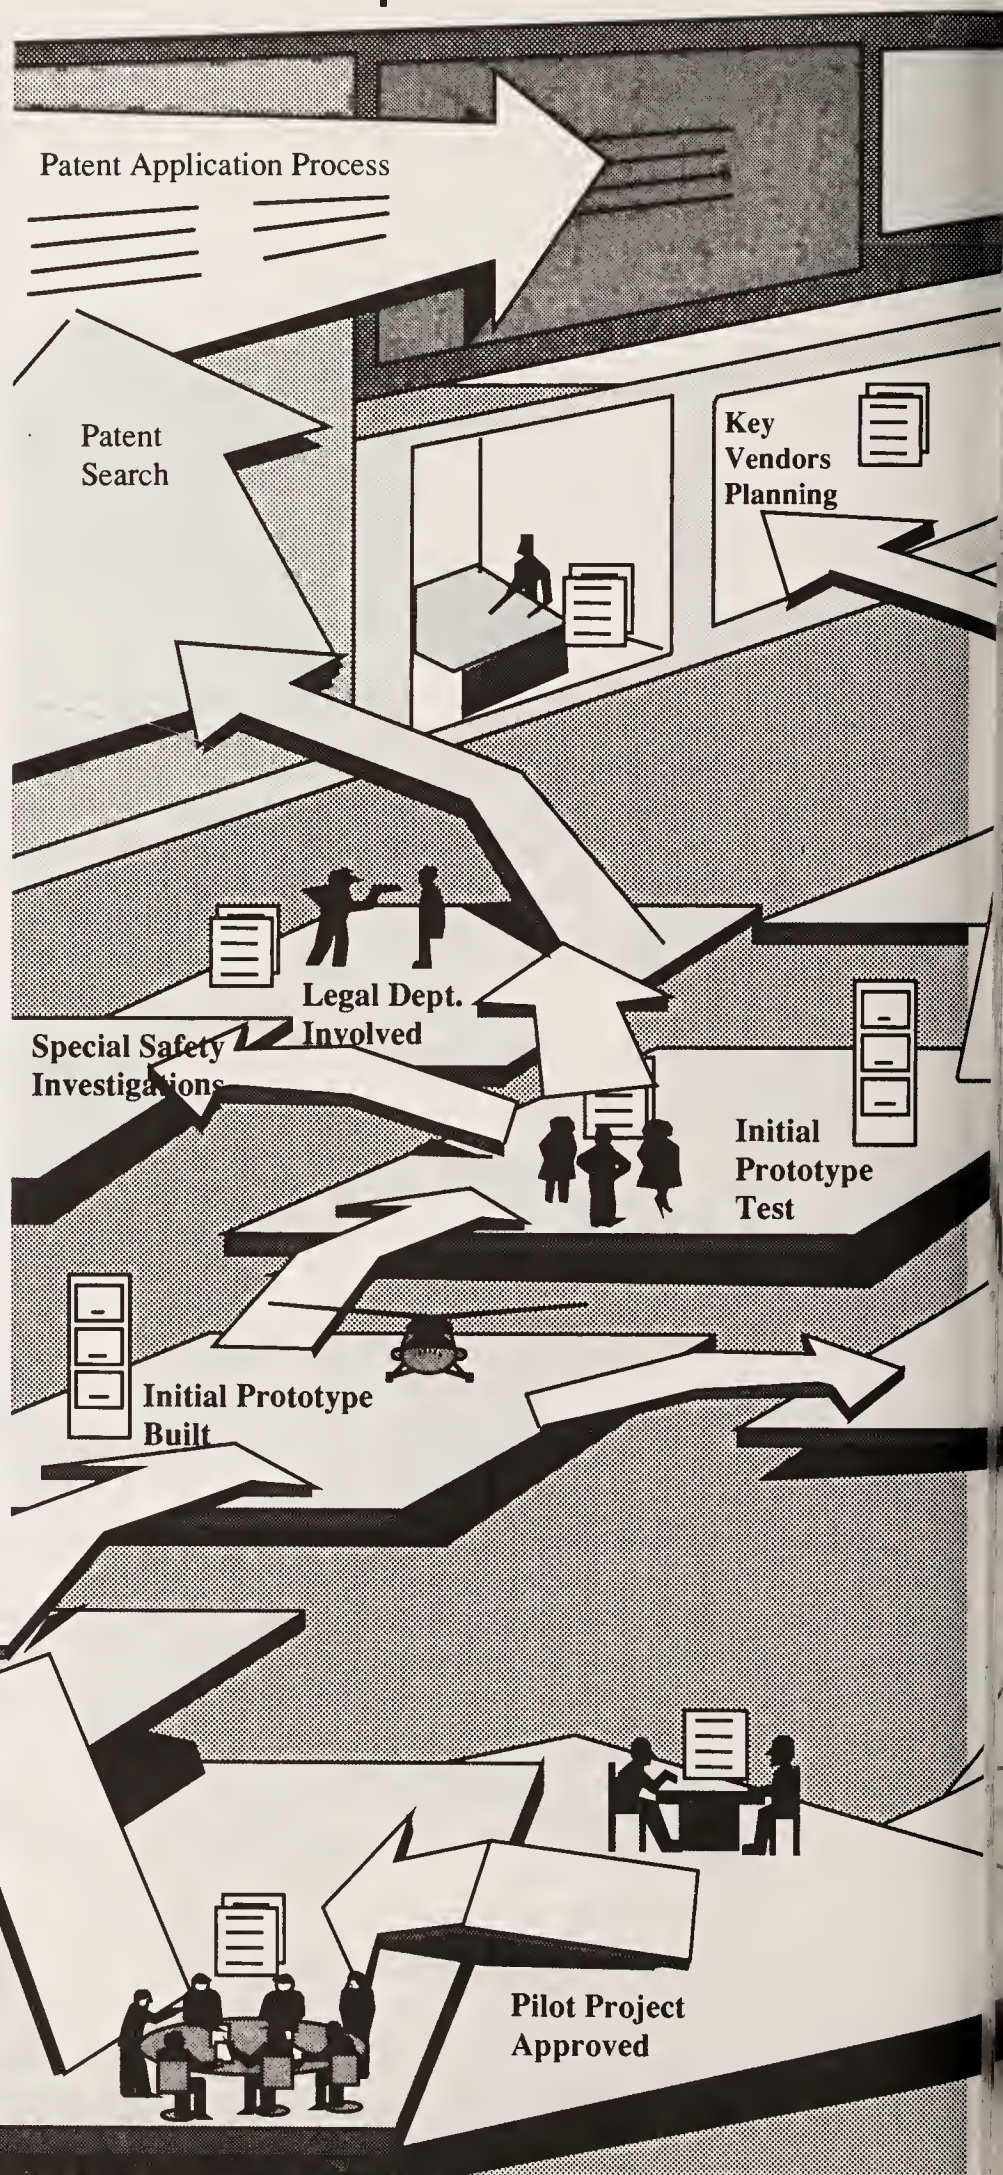 Patent Application Process
Patent
Search
Key
Vendors
Planning
Legal Dept.
Involved
Special Safety
Investigations
Initial
Prototype
Test
Initial Prototype
Built
Pilot Project
Approved